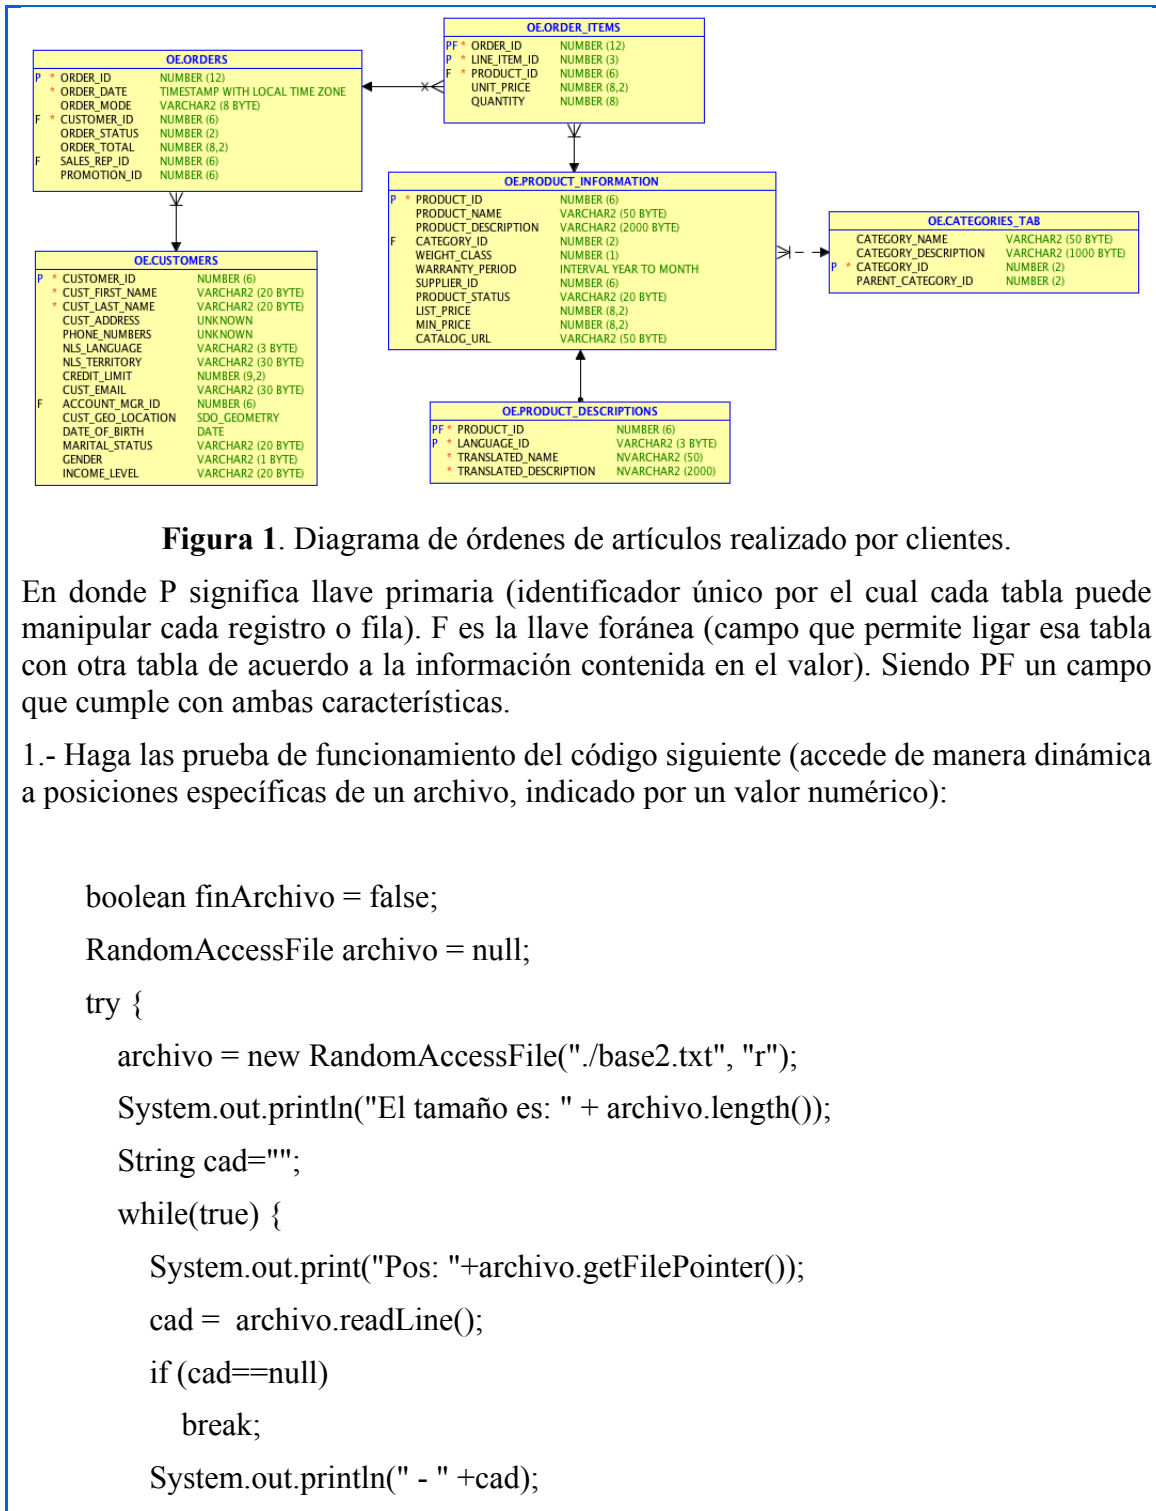 OE.ORDER_ITEMS
PF * ORDER_ID NUMBER (12)
P * LINE_ITEM_ID NUMBER (3)
F * PRODUCT_ID NUMBER (6)
UNIT_PRICE NUMBER (8,2)
QUANTITY NUMBER (8)
OE.ORDERS
P * ORDER_ID NUMBER (12)
* ORDER_DATE TIMESTAMP WITH LOCAL TIME ZONE
ORDER_MODE VARCHAR2 (8 BYTE)
F * CUSTOMER_ID NUMBER (6)
ORDER_STATUS NUMBER (2)
ORDER_TOTAL NUMBER (8,2)
F SALES_REP_ID NUMBER (6)
PROMOTION_ID NUMBER (6)
OE.PRODUCT_INFORMATION
P * PRODUCT_ID NUMBER (6)
PRODUCT_NAME VARCHAR2 (50 BYTE)
PRODUCT_DESCRIPTION VARCHAR2 (2000 BYTE)
F CATEGORY_ID NUMBER (2)
WEIGHT_CLASS NUMBER (1)
WARRANTY_PERIOD INTERVAL YEAR TO MONTH
SUPPLIER_ID NUMBER (6)
PRODUCT_STATUS VARCHAR2 (20 BYTE)
LIST_PRICE NUMBER (8,2)
MIN_PRICE NUMBER (8,2)
CATALOG_URL VARCHAR2 (50 BYTE)
OE.CATEGORIES_TAB
CATEGORY_NAME VARCHAR2 (50 BYTE)
CATEGORY_DESCRIPTION VARCHAR2 (1000 BYTE)
P * CATEGORY_ID NUMBER (2)
PARENT_CATEGORY_ID NUMBER (2)
OE.CUSTOMERS
P * CUSTOMER_ID NUMBER (6)
* CUST_FIRST_NAME VARCHAR2 (20 BYTE)
* CUST_LAST_NAME VARCHAR2 (20 BYTE)
CUST_ADDRESS UNKNOWN
PHONE_NUMBERS UNKNOWN
NLS_LANGUAGE VARCHAR2 (3 BYTE)
NLS_TERRITORY VARCHAR2 (30 BYTE)
CREDIT_LIMIT NUMBER (9,2)
CUST_EMAIL VARCHAR2 (30 BYTE)
F ACCOUNT_MGR_ID NUMBER (6)
CUST_GEO_LOCATION SDO_GEOMETRY
DATE_OF_BIRTH DATE
MARITAL_STATUS VARCHAR2 (20 BYTE)
GENDER VARCHAR2 (1 BYTE)
INCOME_LEVEL VARCHAR2 (20 BYTE)
OE.PRODUCT_DESCRIPTIONS
PF * PRODUCT_ID NUMBER (6)
P * LANGUAGE_ID VARCHAR2 (3 BYTE)
* TRANSLATED_NAME NVARCHAR2 (50)
* TRANSLATED_DESCRIPTION NVARCHAR2 (2000)
Figura 1. Diagrama de órdenes de artículos realizado por clientes.
En donde P significa llave primaria (identificador único por el cual cada tabla puede
manipular cada registro o fila). F es la llave foránea (campo que permite ligar esa tabla
con otra tabla de acuerdo a la información contenida en el valor). Siendo PF un campo
que cumple con ambas características.
1.- Haga las prueba de funcionamiento del código siguiente (accede de manera dinámica
a posiciones específicas de un archivo, indicado por un valor numérico):
boolean finArchivo = false;
RandomAccessFile archivo = null;
try {
archivo = new RandomAccessFile("./base2.txt", "r");
System.out.println("El tamaño es: " + archivo.length());
String cad="";
while(true) {
System.out.print("Pos: "+archivo.getFilePointer());
cad = archivo.readLine();
if (cad==null)
break;
System.out.println(" - " +cad);